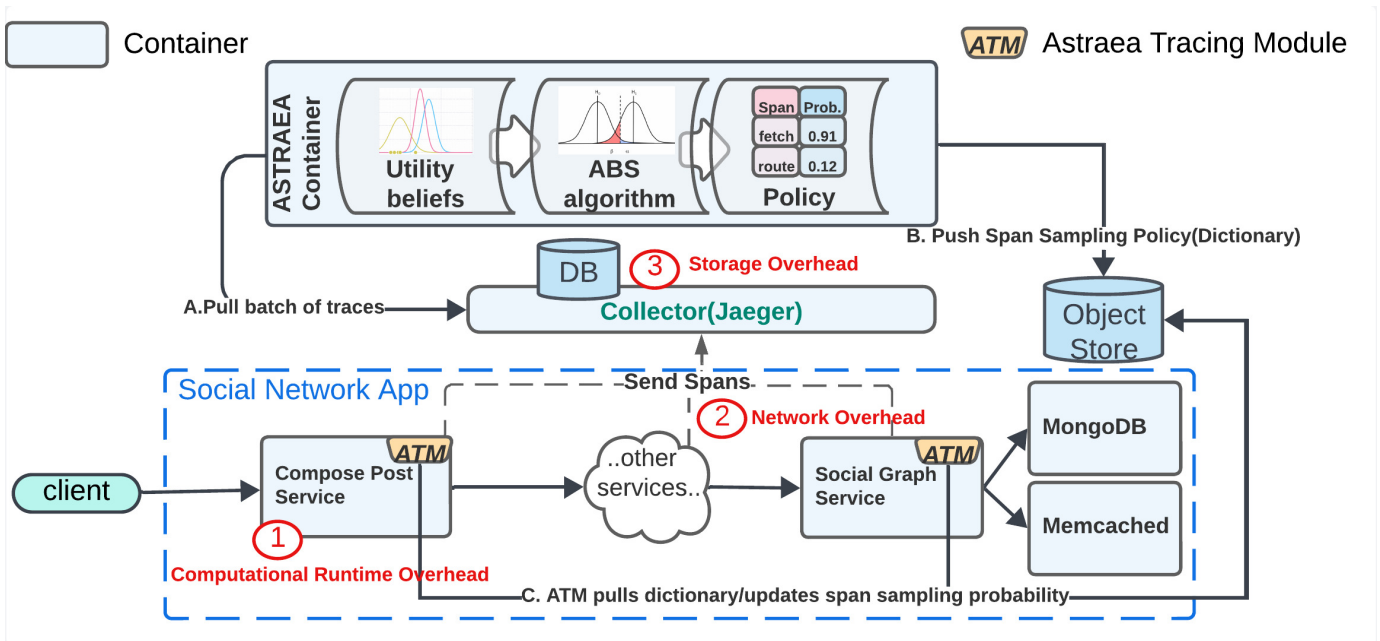 Container
ATM
Astraea Tracing Module
ASTRAEA
Container
Utility
beliefs
ABS
algorithm
Span Prob.
fetch 0.91
route 0.12
Policy
B. Push Span Sampling Policy(Dictionary)
DB
3
Storage Overhead
A.Pull batch of traces
Collector(Jaeger)
Object
Store
Social Network App
Send Spans
2
Network Overhead
client
ATM
Compose Post
Service
..other
services..
ATM
Social Graph
Service
MongoDB
Memcached
1
Computational Runtime Overhead
C. ATM pulls dictionary/updates span sampling probability